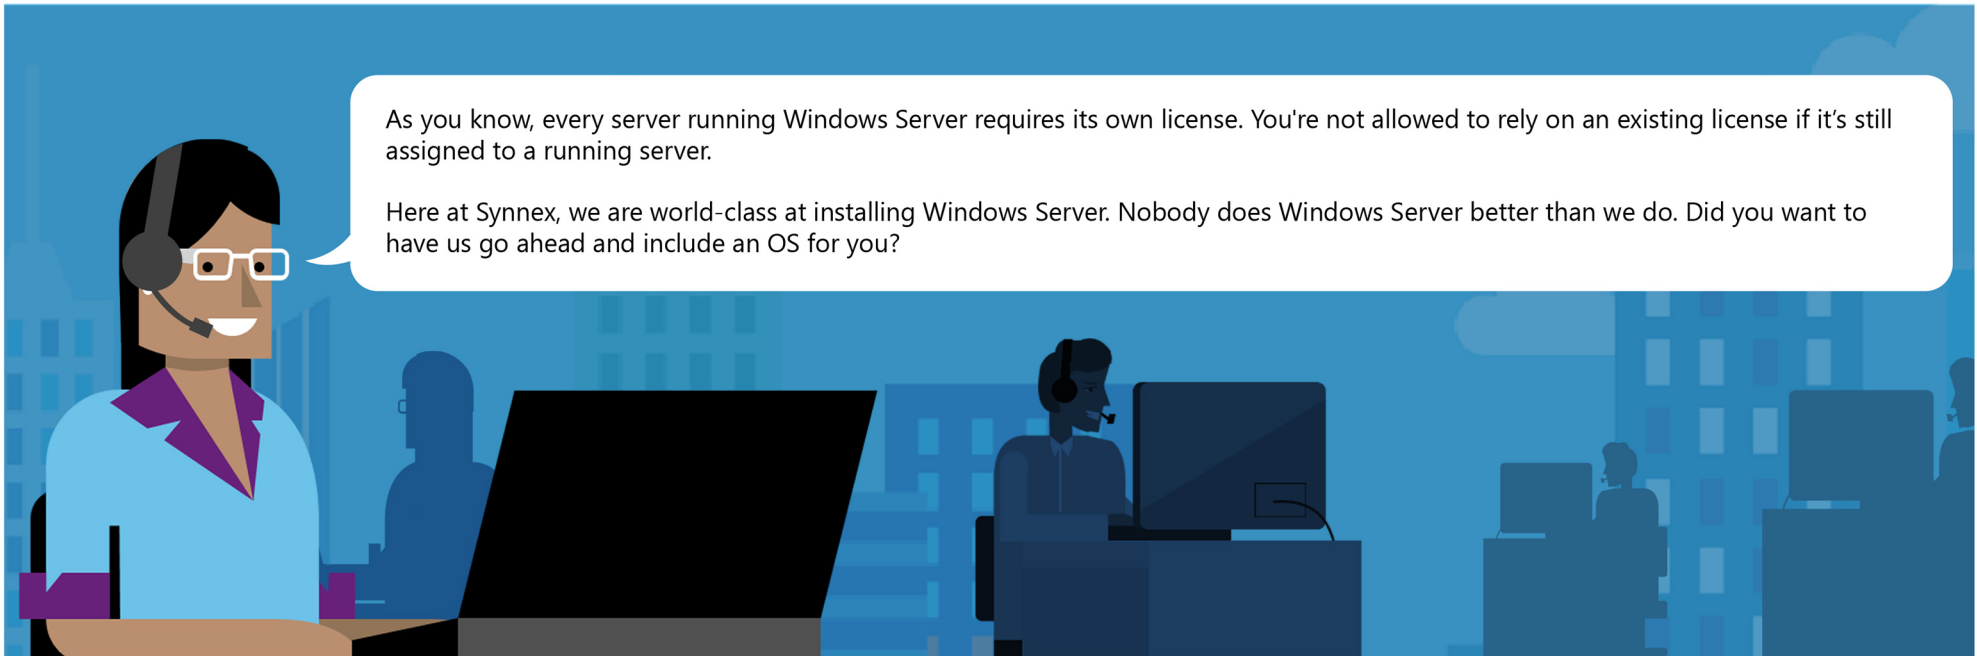 As you know, every server running Windows Server requires its own license. You're not allowed to rely on an existing license if it’s still
assigned to a running server.
Here at Synnex, we are world-class at installing Windows Server. Nobody does Windows Server better than we do. Did you want to
have us go ahead and include an OS for you?